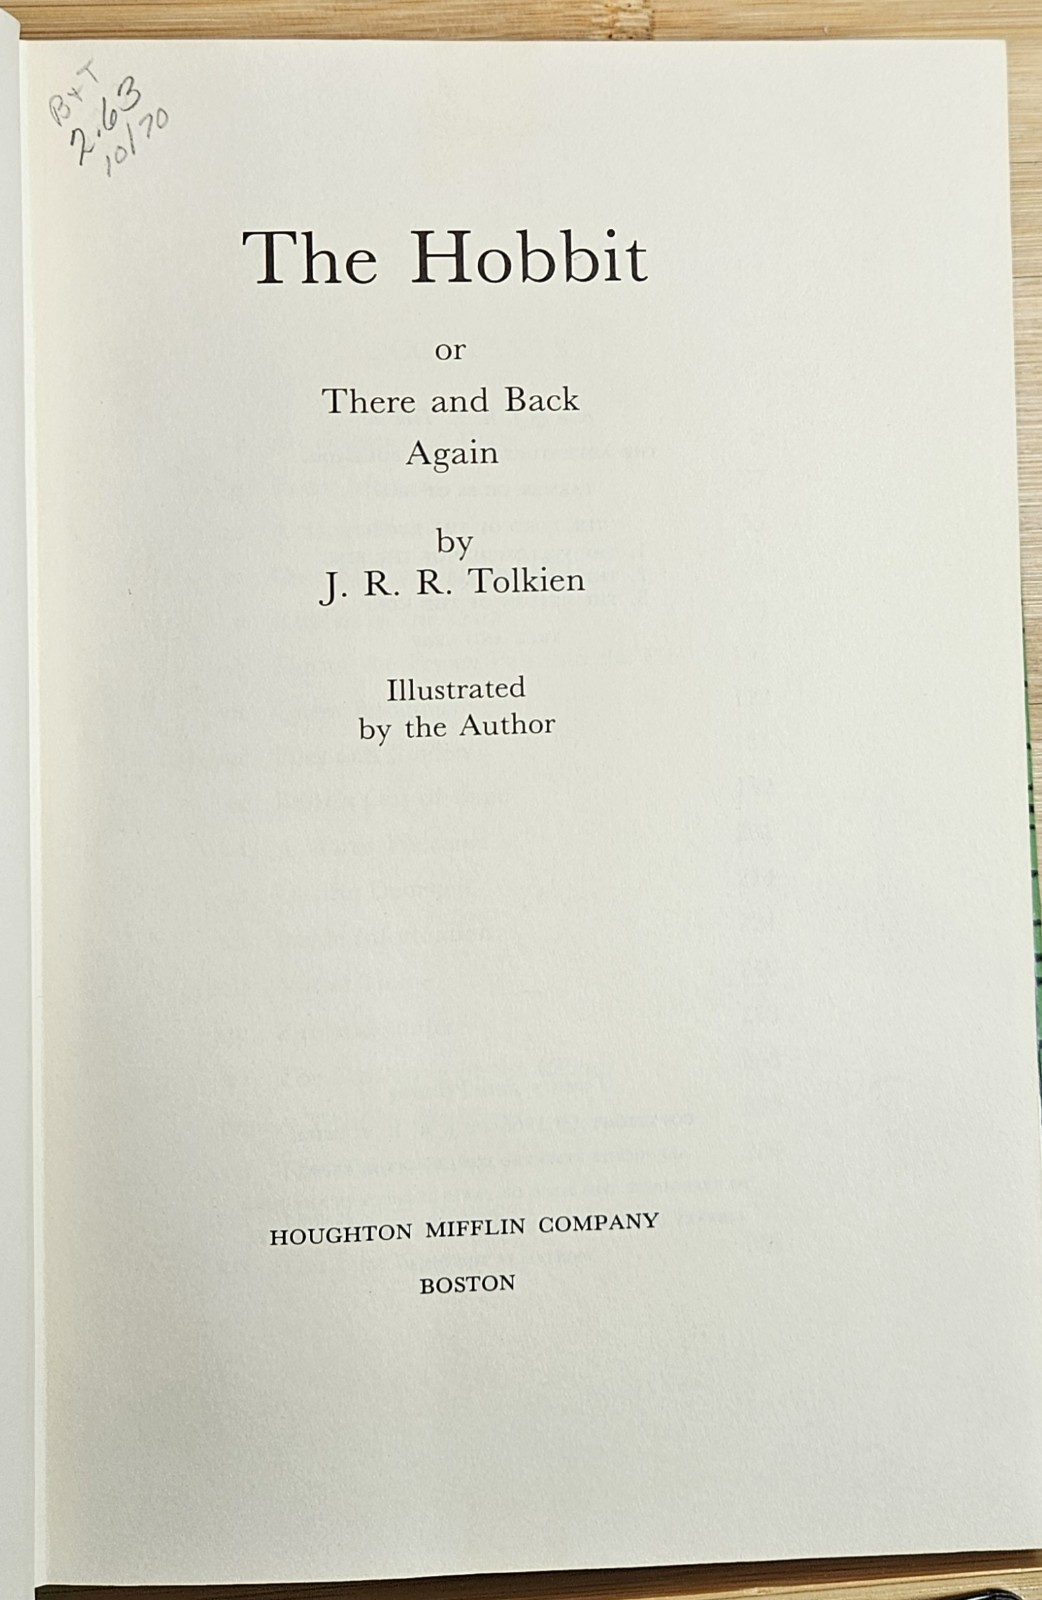 B+T
2.63
10/70
The Hobbit
or
There and Back
Again
by
J. R. R. Tolkien
Illustrated
by the Author
HOUGHTON MIFFLIN COMPANY
BOSTON